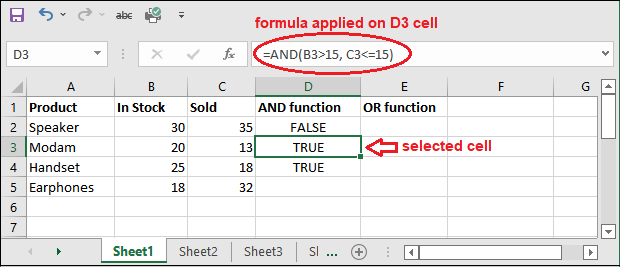 formula applied on D3 cell
abc
D3 fx =AND(B3>15, C3<=15)
A B C D E F G
1 Product In Stock Sold AND function OR function
2 Speaker 30 35 FALSE
3 Modam 20 13 TRUE selected cell
4 Handset 25 18 TRUE
5 Earphones 18 32
6
7
Sheet1 Sheet2 Sheet3 Sl ...